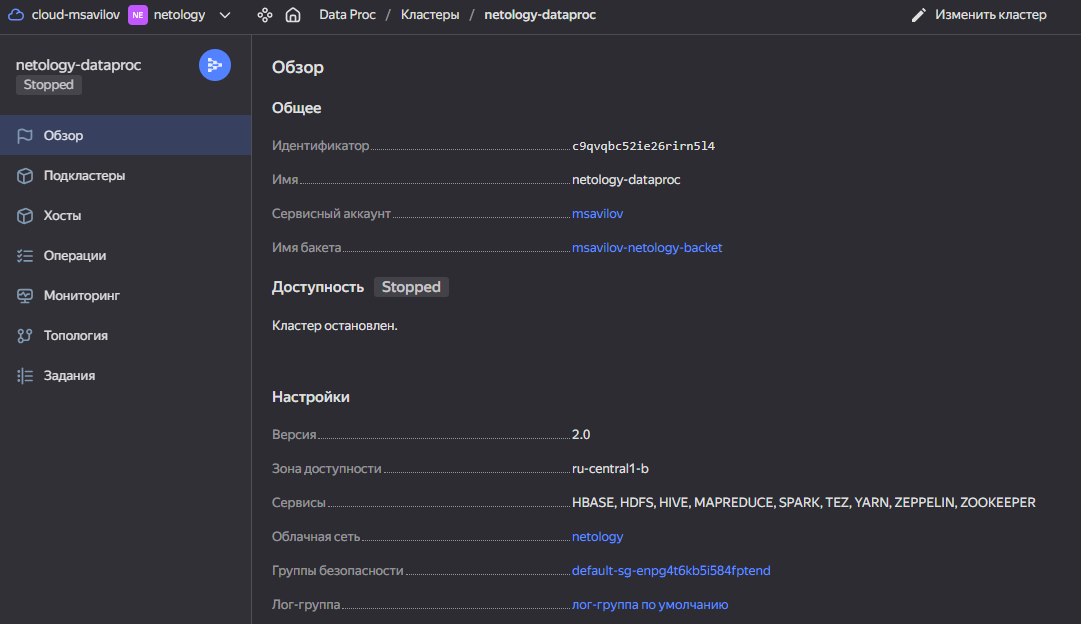 cloud-msavilov NE netology Data Proc / Кластеры / netology-dataproc Изменить кластер
netology-dataproc
Stopped
Обзор
Подкластеры
Хосты
Операции
Мониторинг
Топология
Задания
Обзор
Общее
Идентификатор c9qvqbc52ie26rirn5l4
Имя netology-dataproc
Сервисный аккаунт msavilov
Имя бакета msavilov-netology-backet
Доступность Stopped
Кластер остановлен.
Настройки
Версия 2.0
Зона доступности ru-central1-b
Сервисы HBASE, HDFS, HIVE, MAPREDUCE, SPARK, TEZ, YARN, ZEPPELIN, ZOOKEEPER
Облачная сеть netology
Группы безопасности default-sg-enpg4t6kb5i584fptend
Лог-группа лог-группа по умолчанию